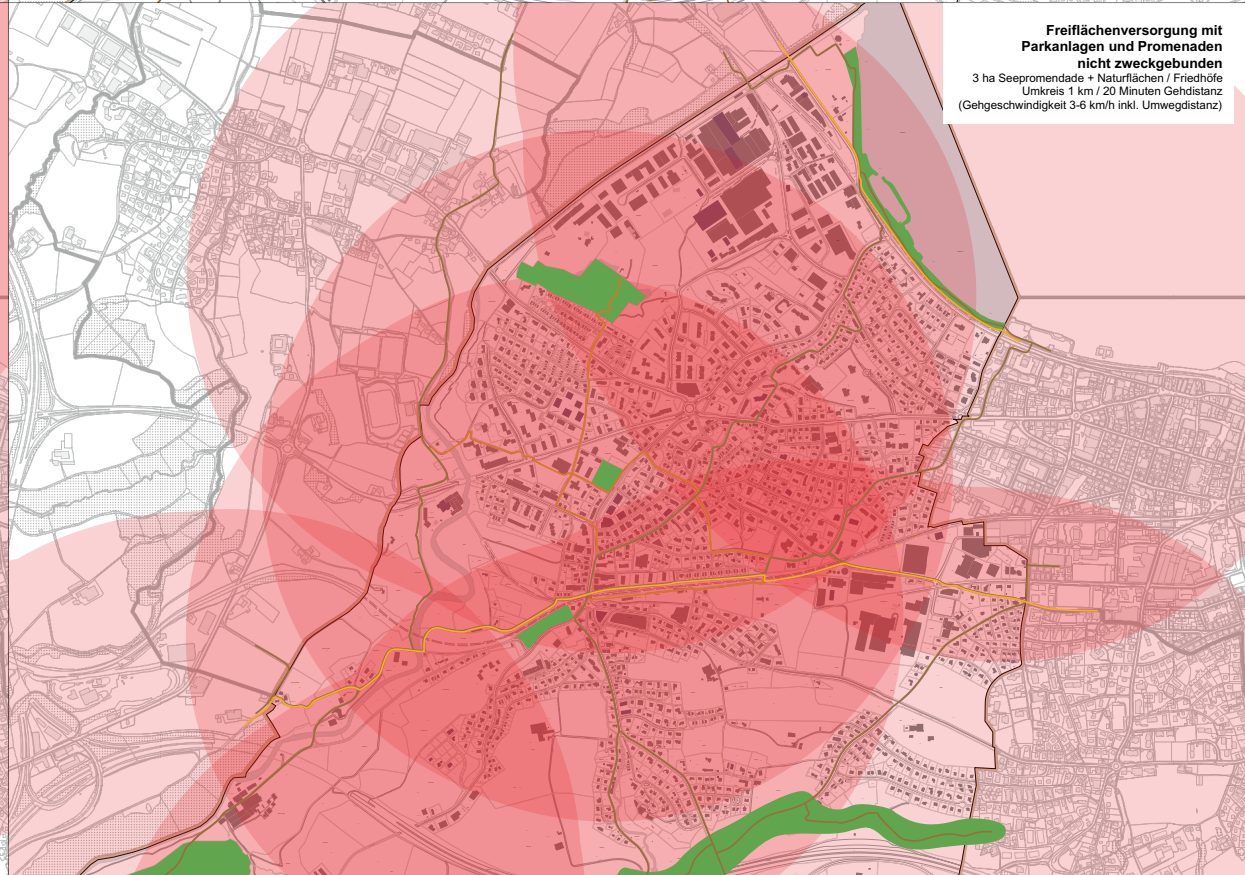 Freiflächenversorgung mit
Parkanlagen und Promenaden
nicht zweckgebunden
3 ha Seepromendade + Naturflächen / Friedhöfe
Umkreis 1 km / 20 Minuten Gehdistanz
(Gehgeschwindigkeit 3-6 km/h inkl. Umwegdistanz)